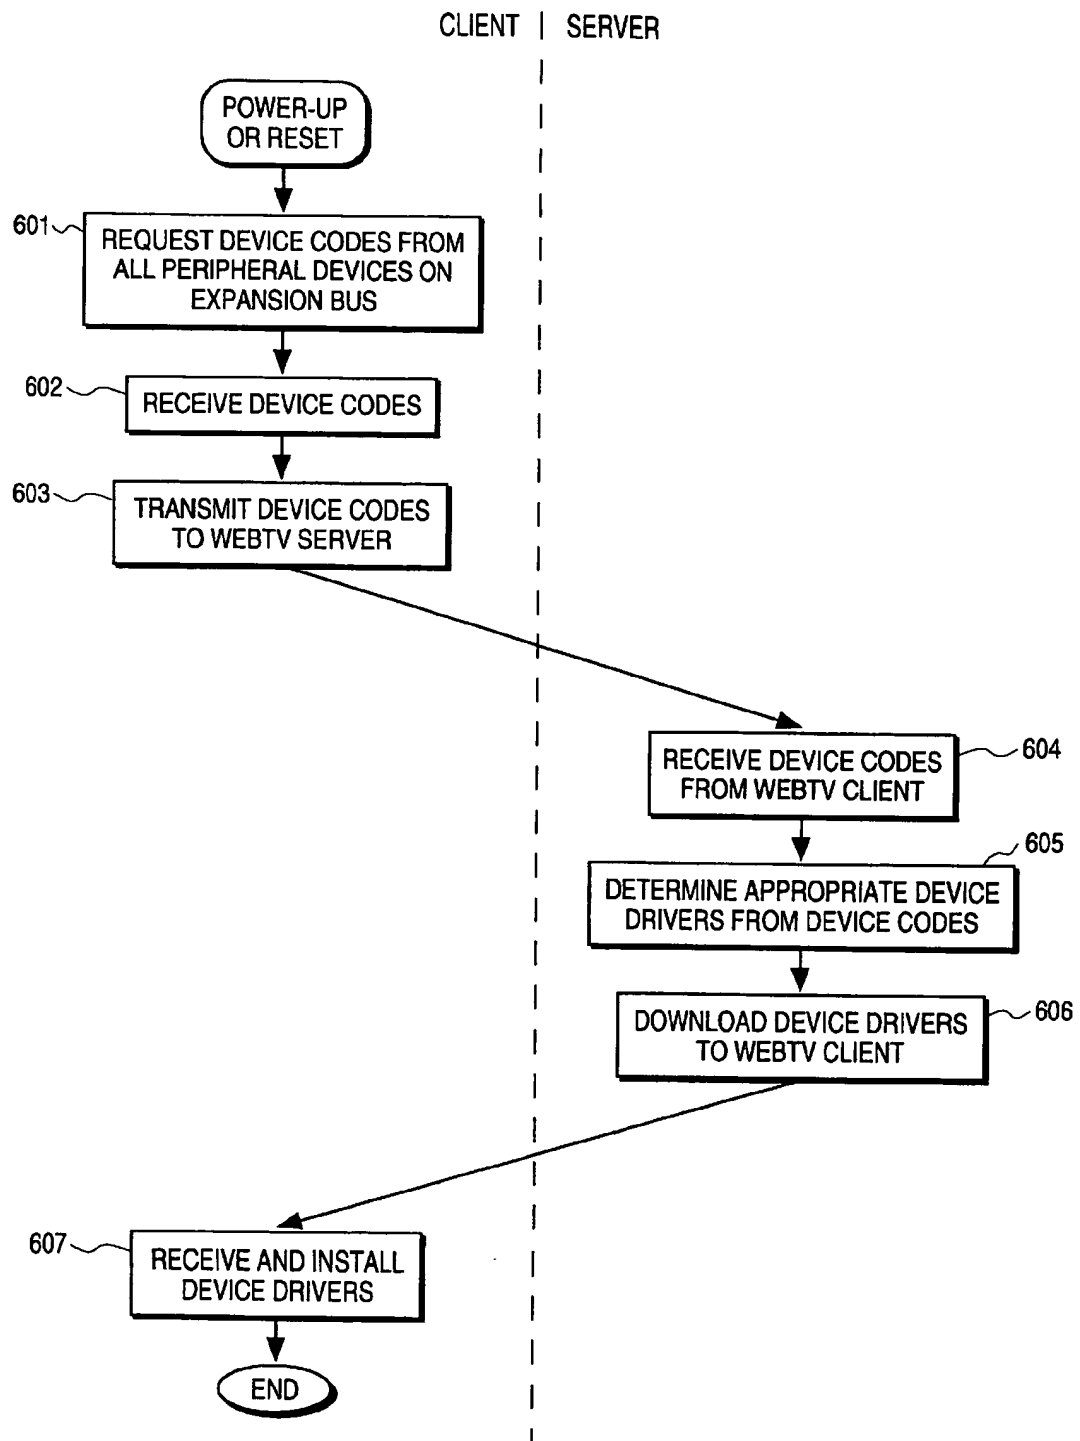 CLIENT | SERVER
POWER-UP
OR RESET
601
REQUEST DEVICE CODES FROM
ALL PERIPHERAL DEVICES ON
EXPANSION BUS
602
RECEIVE DEVICE CODES
603
TRANSMIT DEVICE CODES
TO WEBTV SERVER
604
RECEIVE DEVICE CODES
FROM WEBTV CLIENT
605
DETERMINE APPROPRIATE DEVICE
DRIVERS FROM DEVICE CODES
606
DOWNLOAD DEVICE DRIVERS
TO WEBTV CLIENT
607
RECEIVE AND INSTALL
DEVICE DRIVERS
END